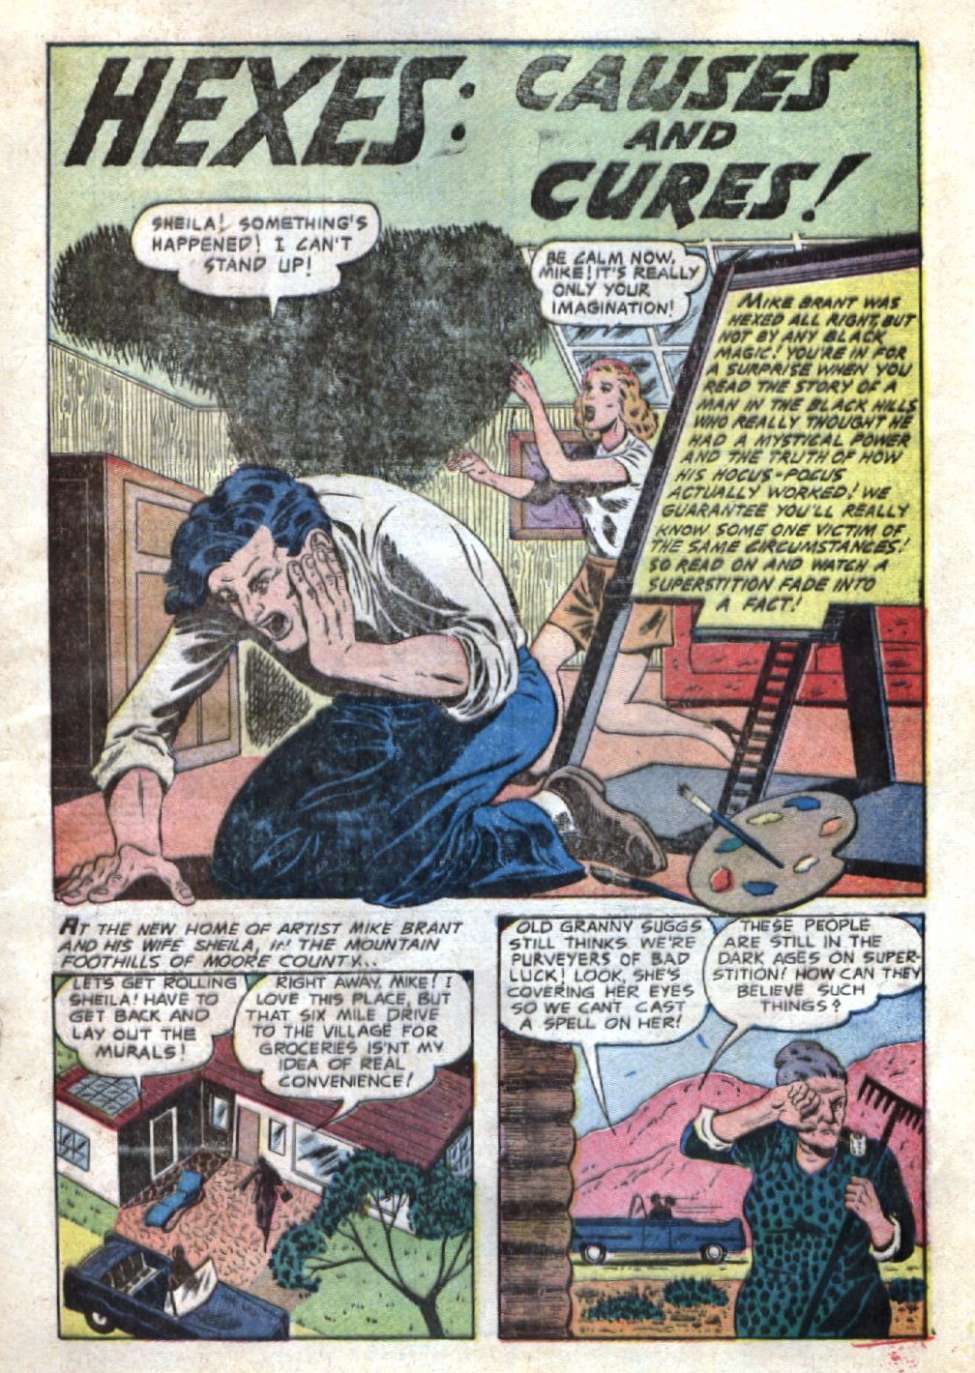 HEXES: CAUSES
AND
CURES!
SHEILA! SOMETHING'S
HAPPENED! I CAN'T
STAND UP!
BE CALM NOW,
MIKE! IT'S REALLY
ONLY YOUR
IMAGINATION!
MIKE BRANT WAS
HEXED ALL RIGHT, BUT
NOT BY ANY BLACK
MAGIC! YOU'RE IN FOR
A SURPRISE WHEN YOU
READ THE STORY OF A
MAN IN THE BLACK HILLS
WHO REALLY THOUGHT HE
HAD A MYSTICAL POWER
AND THE TRUTH OF HOW
HIS HOCUS-POCUS
ACTUALLY WORKED! WE
GUARANTEE YOU'LL REALLY
KNOW SOME ONE VICTIM OF
THE SAME CIRCUMSTANCES!
SO READ ON AND WATCH A
SUPERSTITION FADE INTO
A FACT!
AT THE NEW HOME OF ARTIST MIKE BRANT
AND HIS WIFE SHEILA, IN THE MOUNTAIN
FOOTHILLS OF MOORE COUNTY...
LETS GET ROLLING
SHEILA! HAVE TO
GET BACK AND
LAY OUT THE
MURALS!
RIGHT AWAY, MIKE! I
LOVE THIS PLACE, BUT
THAT SIX MILE DRIVE
TO THE VILLAGE FOR
GROCERIES IS'NT MY
IDEA OF REAL
CONVENIENCE!
OLD GRANNY SUGGS
STILL THINKS WE'RE
PURVEYERS OF BAD
LUCK! LOOK, SHE'S
COVERING HER EYES
SO WE CANT CAST
A SPELL ON HER!
THESE PEOPLE
ARE STILL IN THE
DARK AGES ON SUPER-
STITION! HOW CAN THEY
BELIEVE SUCH
THINGS?